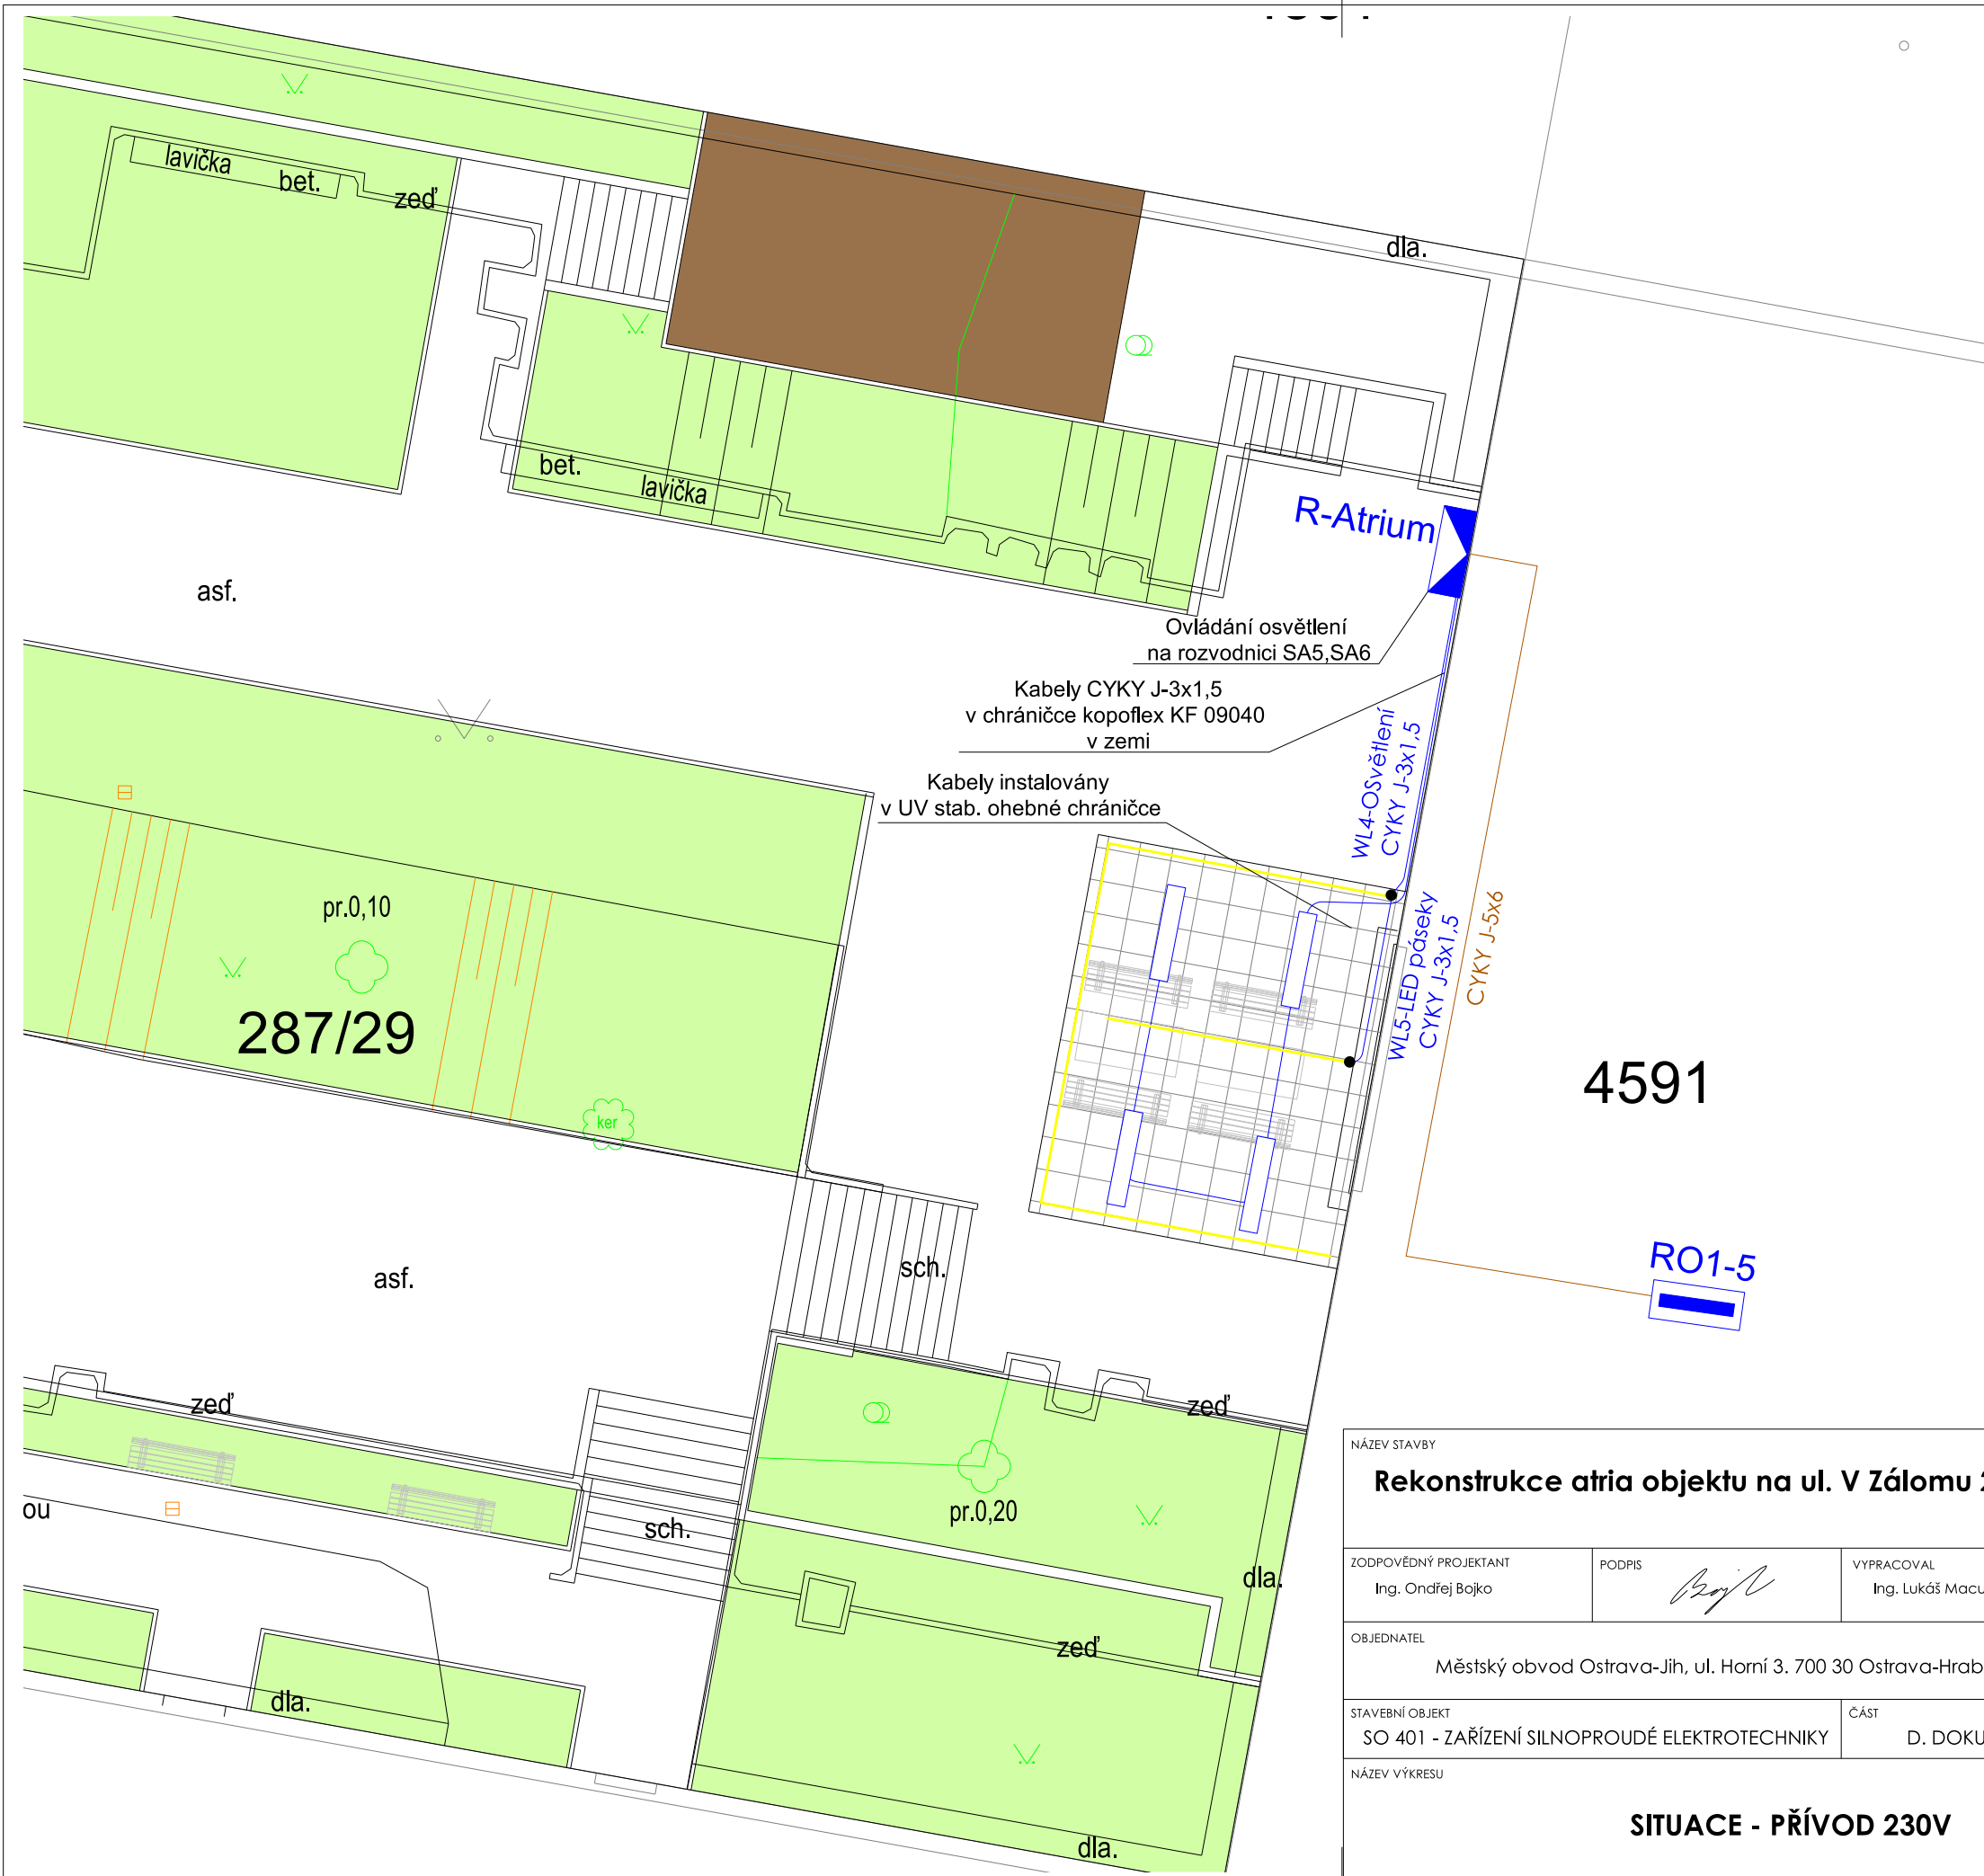 lavička
bet.
zeď
dla.
bet.
lavička
R-Atrium
asf.
Ovládání osvětlení
na rozvodnici SA5,SA6
Kabely CYKY J-3x1,5
v chráničce kopoflex KF 09040
v zemi
Kabely instalovány
v UV stab. ohebné chráničce
WL4-OSvětlení
CYKY J-3x1,5
WL5-LED páseky
CYKY J-3x1,5
CYKY J-5x6
pr.0,10
287/29
ker
4591
RO1-5
asf.
sch.
zeď
zeď
ou
sch.
pr.0,20
dla.
zeď
dla.
dla.
NÁZEV STAVBY
Rekonstrukce atria objektu na ul. V Zálomu
ZODPOVĚDNÝ PROJEKTANT
Ing. Ondřej Bojko
PODPIS
VYPRACOVAL
Ing. Lukáš Macu
OBJEDNATEL
Městský obvod Ostrava-Jih, ul. Horní 3. 700 30 Ostrava-Hrab
STAVEBNÍ OBJEKT
SO 401 - ZAŘÍZENÍ SILNOPROUDÉ ELEKTROTECHNIKY
ČÁST
D. DOKU
NÁZEV VÝKRESU
SITUACE - PŘÍVOD 230V